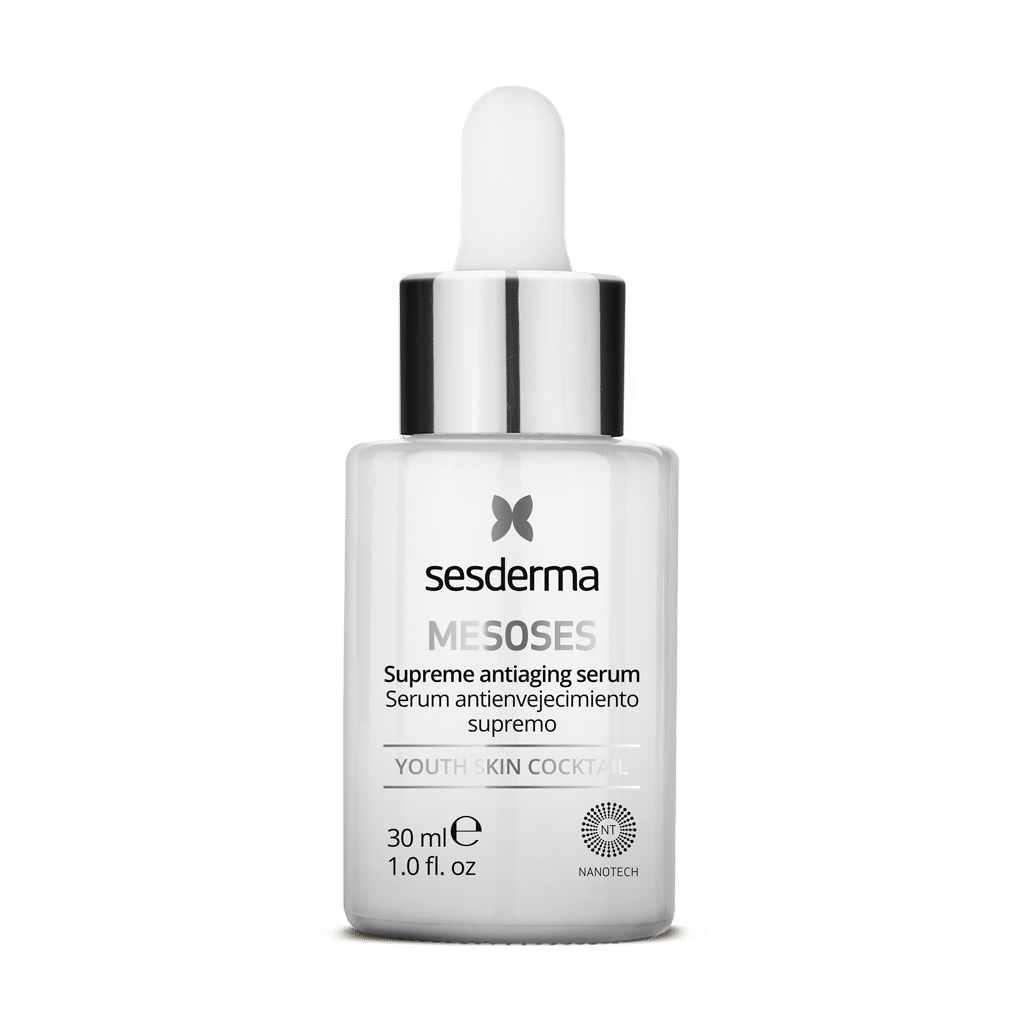 sesderma
MESOSES
Supreme antiaging serum
Serum antienvejecimiento
supremo
YOUTH SKIN COCKTAIL
30 ml ℮
1.0 fl. oz
NT
NANOTECH